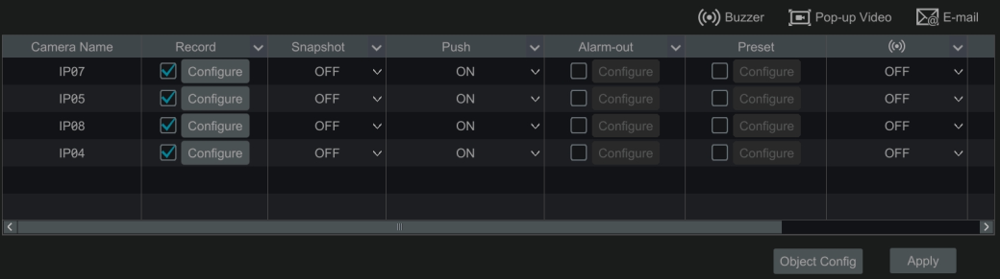 Buzzer Pop-up Video E-mail
Camera Name Record Snapshot Push Alarm-out Preset
IP07 Configure OFF ON Configure Configure OFF
IP05 Configure OFF ON Configure Configure OFF
IP08 Configure OFF ON Configure Configure OFF
IP04 Configure OFF ON Configure Configure OFF
Object Config Apply